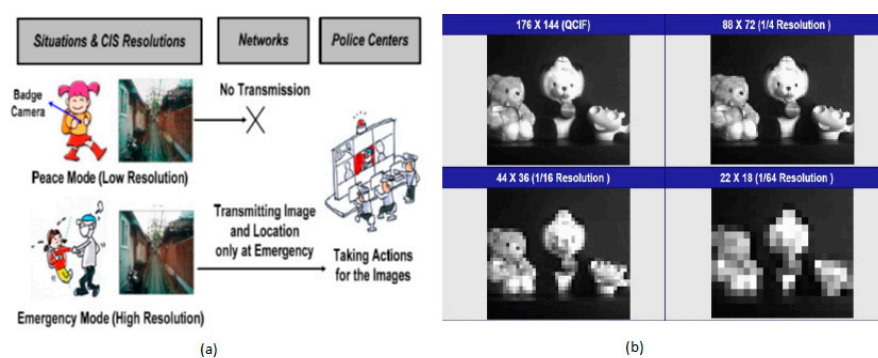 Situations & CIS Resolutions
Networks
Police Centers
Badge
Camera
No Transmission
Peace Mode (Low Resolution)
Transmitting Image
and Location
only at Emergency
Taking Actions
for the Images
Emergency Mode (High Resolution)
(a)
176 X 144 (QCIF)
88 X 72 (1/4 Resolution )
44 X 36 (1/16 Resolution )
22 X 18 (1/64 Resolution )
(b)